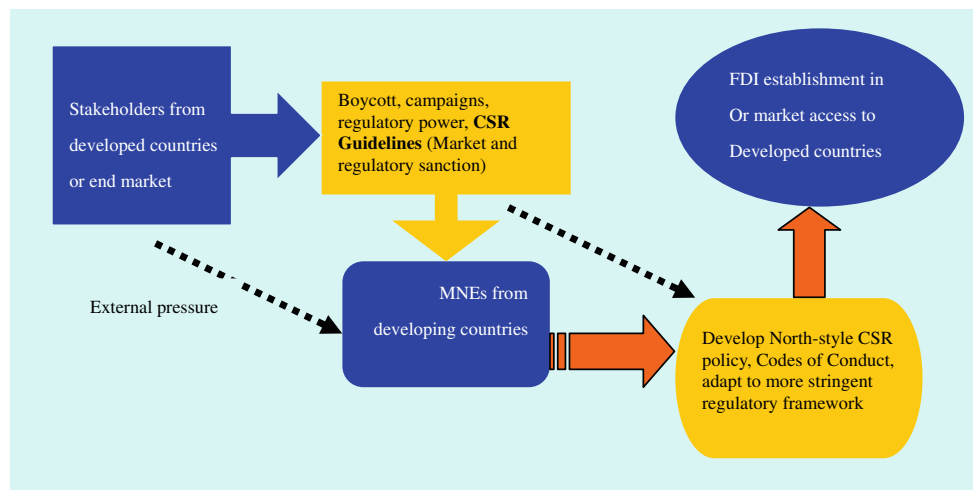 Stakeholders from
developed countries
or end market
Boycott, campaigns,
regulatory power, CSR
Guidelines (Market and
regulatory sanction)
FDI establishment in
Or market access to
Developed countries
External pressure
MNEs from
developing countries
Develop North-style CSR
policy, Codes of Conduct,
adapt to more stringent
regulatory framework